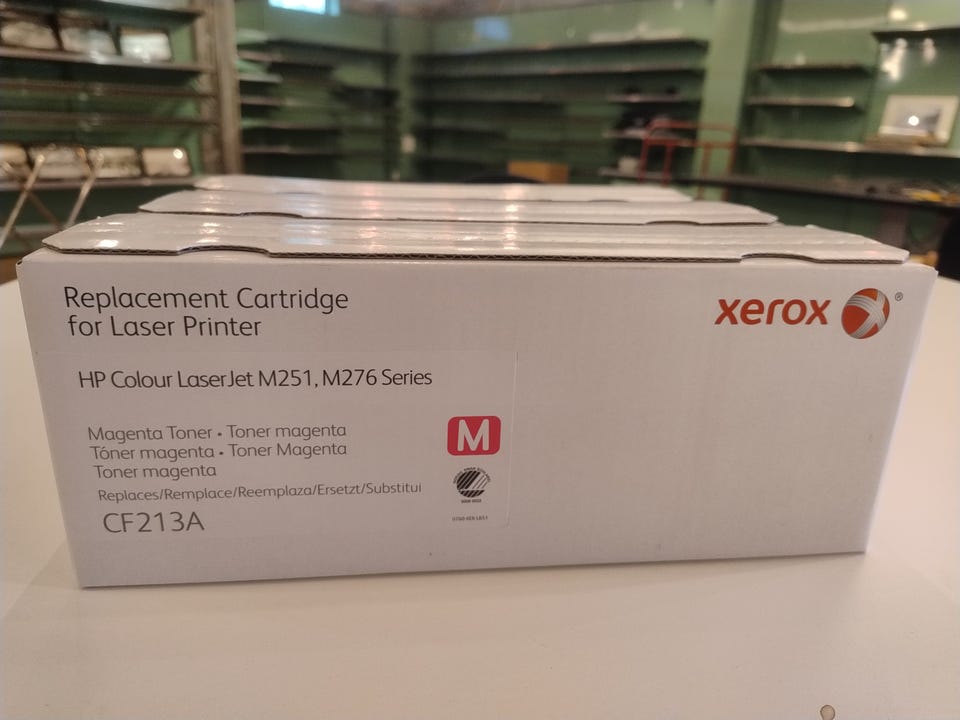 Replacement Cartridge
for Laser Printer
xerox ®
HP Colour LaserJet M251, M276 Series
Magenta Toner • Toner magenta
Tóner magenta • Toner Magenta
Toner magenta
M
Replaces/Remplace/Reemplaza/Ersetzt/Substitui
CF213A